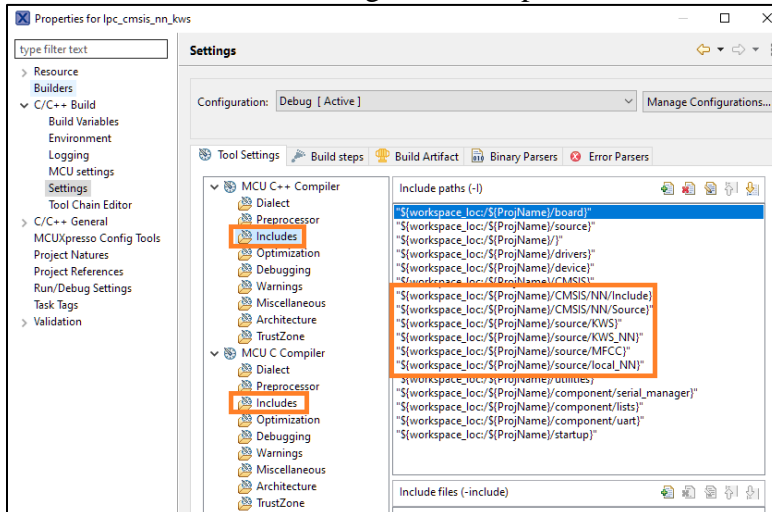 Properties for lpc_cmsis_nn_kws
type filter text
Resource
Builders
C/C++ Build
Build Variables
Environment
Logging
MCU settings
Settings
Tool Chain Editor
C/C++ General
MCUXpresso Config Tools
Project Natures
Project References
Run/Debug Settings
Task Tags
Validation
Settings
Configuration: Debug [ Active ]
Manage Configurations...
Tool Settings
Build steps
Build Artifact
Binary Parsers
Error Parsers
MCU C++ Compiler
Dialect
Preprocessor
Includes
Optimization
Debugging
Warnings
Miscellaneous
Architecture
TrustZone
MCU C Compiler
Dialect
Preprocessor
Includes
Optimization
Debugging
Warnings
Miscellaneous
Architecture
TrustZone
Include paths (-I)
"${workspace_loc:/${ProjName}/board}"
"${workspace_loc:/${ProjName}/source}"
"${workspace_loc:/${ProjName}/}"
"${workspace_loc:/${ProjName}/drivers}"
"${workspace_loc:/${ProjName}/device}"
"${workspace_loc:/${ProjName}/CMSIS}"
"${workspace_loc:/${ProjName}/CMSIS/NN/Include}
"${workspace_loc:/${ProjName}/CMSIS/NN/Source}"
"${workspace_loc:/${ProjName}/source/KWS}"
"${workspace_loc:/${ProjName}/source/KWS_NN}"
"${workspace_loc:/${ProjName}/source/MFCC}"
"${workspace_loc:/${ProjName}/source/local_NN}"
"${workspace_loc:/${ProjName}/utilities}"
"${workspace_loc:/${ProjName}/component/serial_manager}"
"${workspace_loc:/${ProjName}/component/lists}"
"${workspace_loc:/${ProjName}/component/uart}"
"${workspace_loc:/${ProjName}/startup}"
Include files (-include)